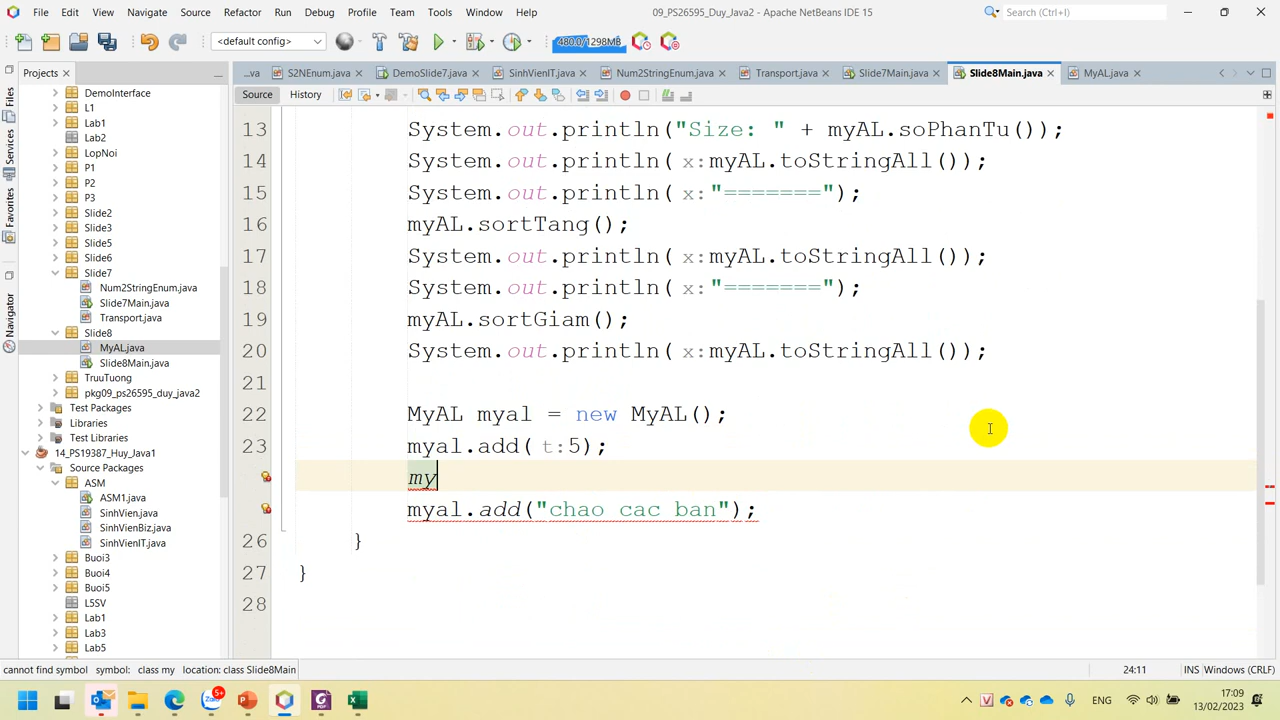 File Edit View Navigate Source Refactor Run Debug Profile Team Tools Window Help
09_PS26595_Duy_Java2 - Apache NetBeans IDE 15
Search (Ctrl+I)
<default config>
480.0/1298MB
Projects
...va
S2NEnum.java
DemoSlide7.java
SinhVienIT.java
Num2StringEnum.java
Transport.java
Slide7Main.java
Slide8Main.java
MyAL.java
Source History
Files
Services
Favorites
Navigator
DemoInterface
L1
Lab1
Lab2
LopNoi
P1
P2
P3
Slide2
Slide3
Slide5
Slide6
Slide7
Num2StringEnum.java
Slide7Main.java
Transport.java
Slide8
MyAL.java
Slide8Main.java
TruuTuong
pkg09_ps26595_duy_java2
Test Packages
Libraries
Test Libraries
14_PS19387_Huy_Java1
Source Packages
ASM
ASM1.java
SinhVien.java
SinhVienBiz.java
SinhVienIT.java
Buoi3
Buoi4
Buoi5
L5SV
Lab1
Lab3
Lab5
13 System.out.println("Size: " + myAL.soPhanTu());
14 System.out.println( x:myAL.toStringAll());
15 System.out.println( x:"=======");
16 myAL.sortTang();
17 System.out.println( x:myAL.toStringAll());
18 System.out.println( x:"=======");
19 myAL.sortGiam();
20 System.out.println( x:myAL.toStringAll());
21
22 MyAL myal = new MyAL();
23 myal.add( t:5);
my
myal.add("chao cac ban");
26 }
27 }
28
cannot find symbol symbol: class my location: class Slide8Main
24:11
INS Windows (CRLF)
5+
ENG
17:09
13/02/2023